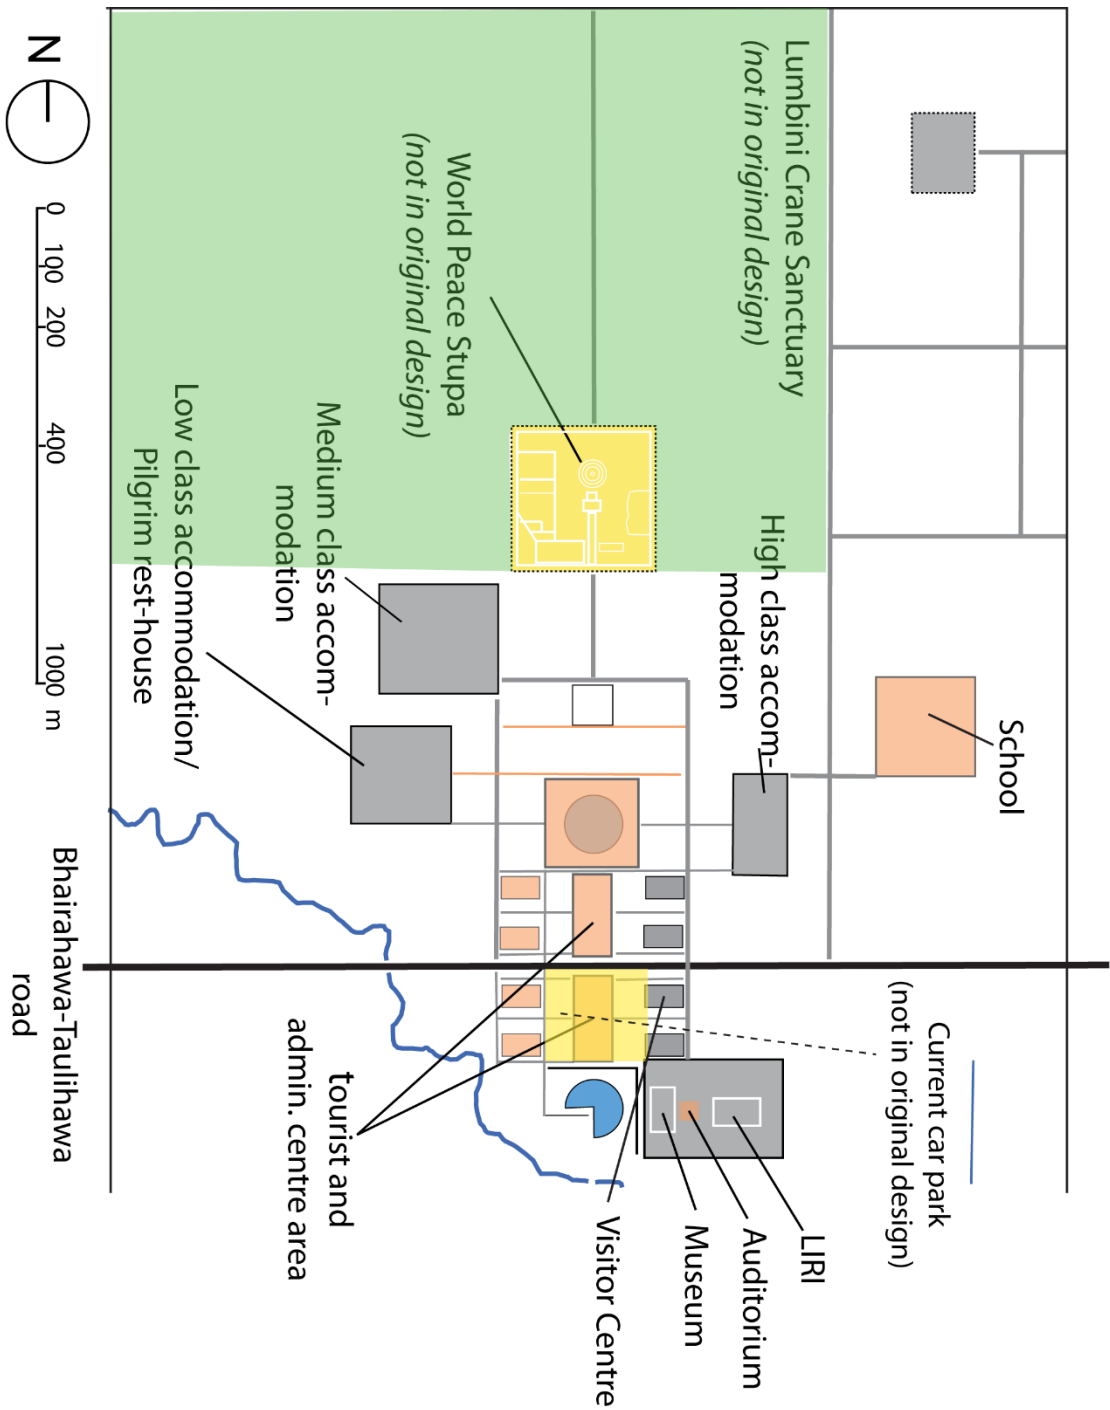 Lumbini Crane Sanctuary
(not in original design)
World Peace Stupa
(not in original design)
High class accom-
modation
Medium class accom-
modation
Low class accommodation/
Pilgrim rest-house
School
Current car park
(not in original design)
LIRI
Auditorium
Museum
Visitor Centre
tourist and
admin. centre area
Bhairahawa-Taulihawa
road
N
0 100 200 400 1000 m